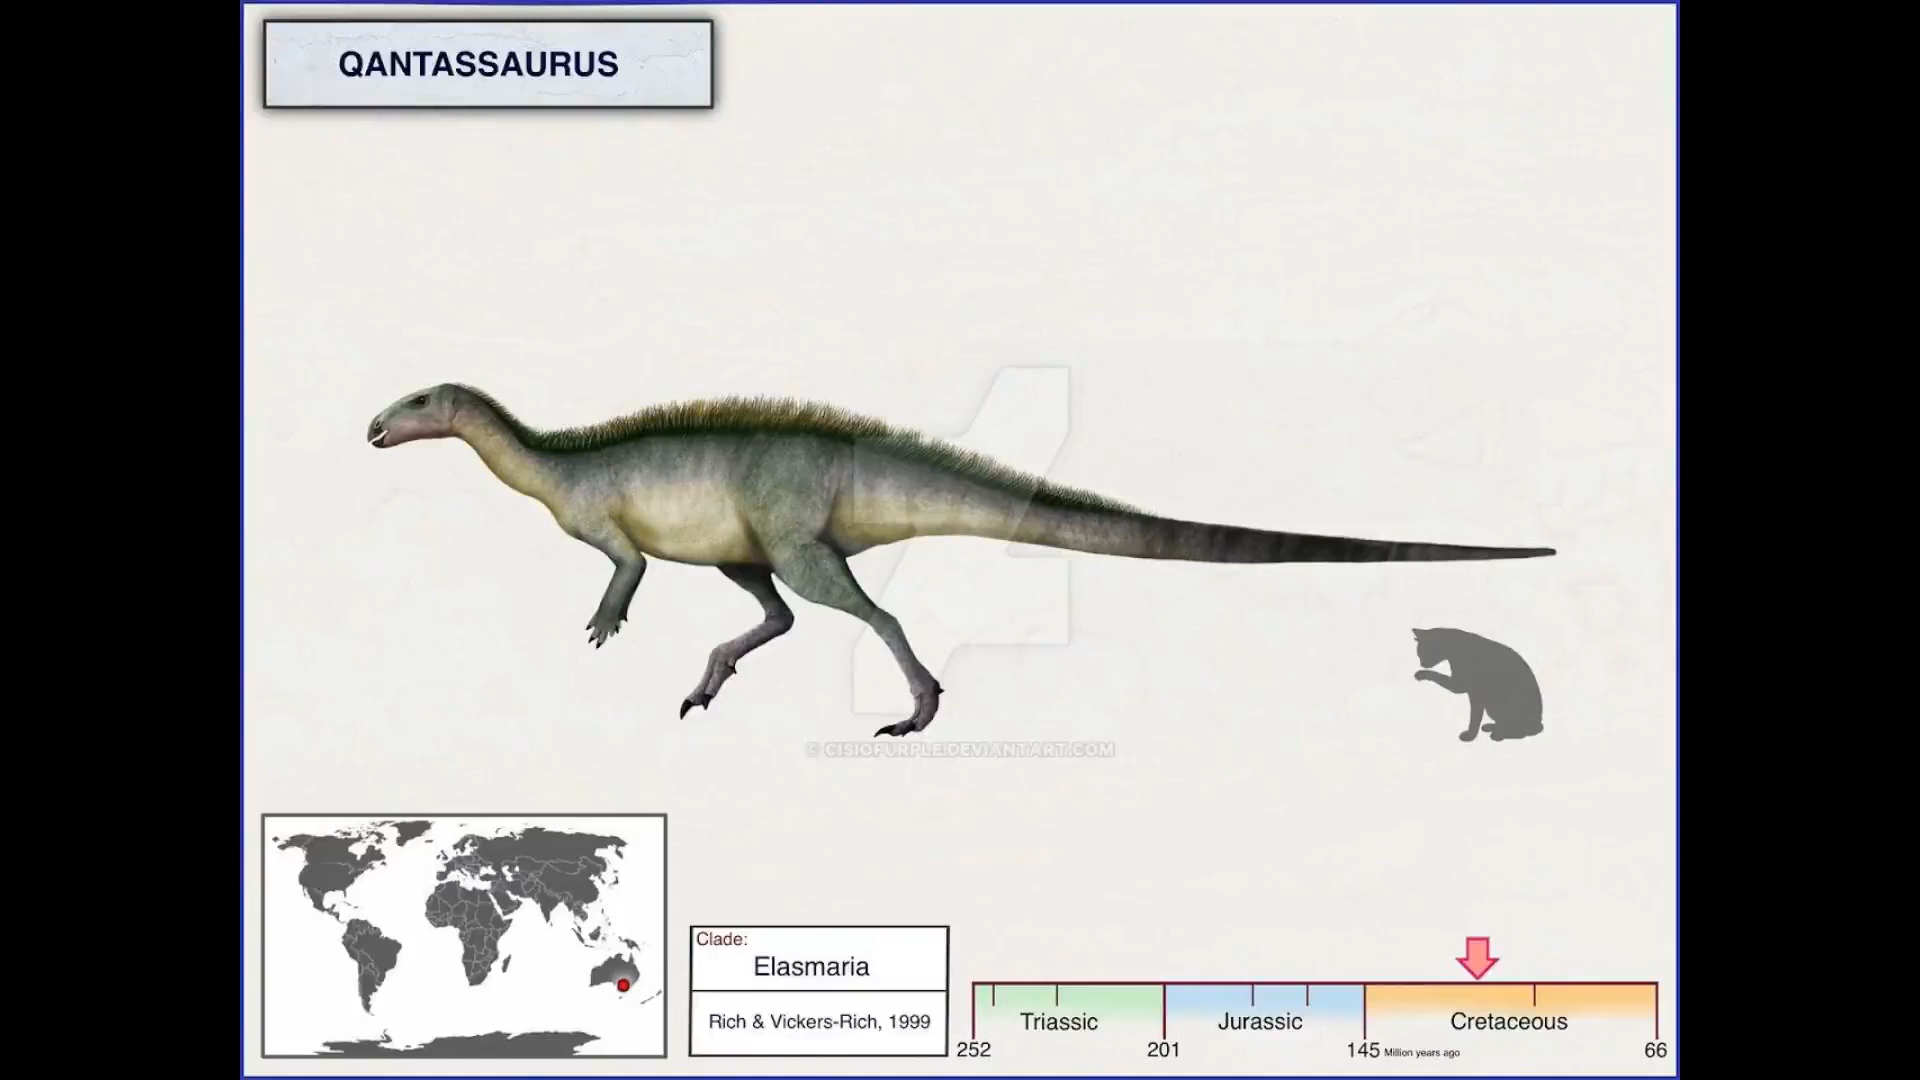 QANTASSAURUS
© CISIOPURPLE.DEVIANTART.COM
Clade:
Elasmaria
Rich & Vickers-Rich, 1999
Triassic
Jurassic
Cretaceous
252
201
145 Million years ago
66